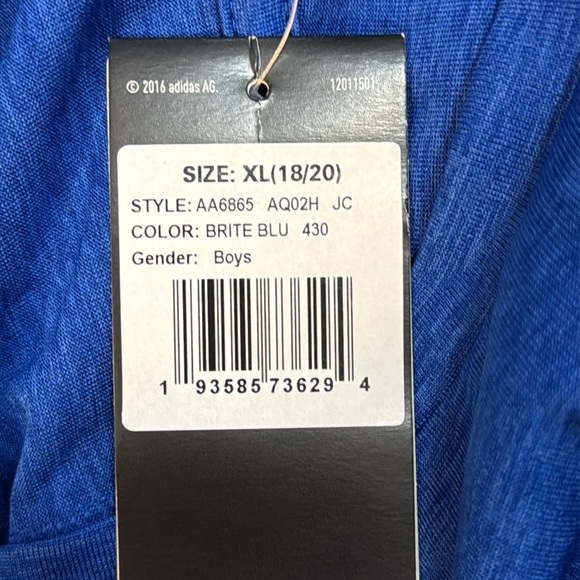 © 2016 adidas AG.
12011501
SIZE: XL(18/20)
STYLE: AA6865 AQ02H JC
COLOR: BRITE BLU 430
Gender: Boys
1 93585 73629 4